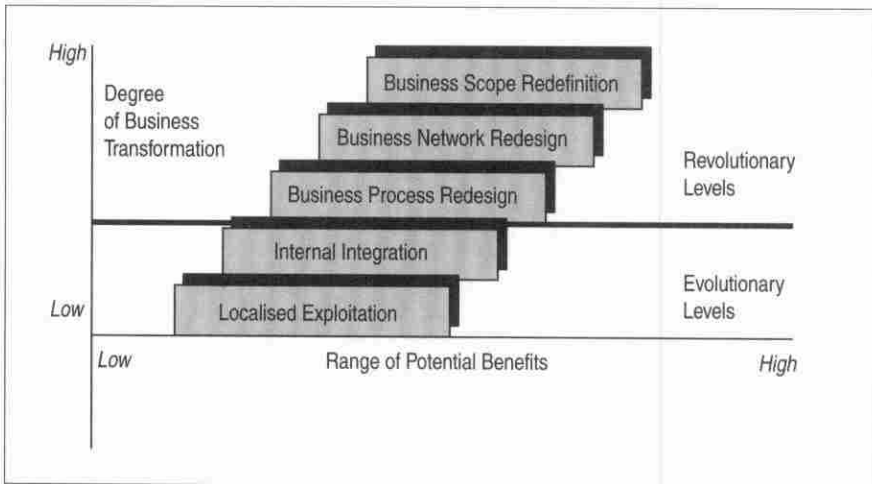 High
Degree
of Business
Transformation
Business Scope Redefinition
Business Network Redesign
Business Process Redesign
Revolutionary
Levels
Internal Integration
Localised Exploitation
Evolutionary
Levels
Low
Low
Range of Potential Benefits
High